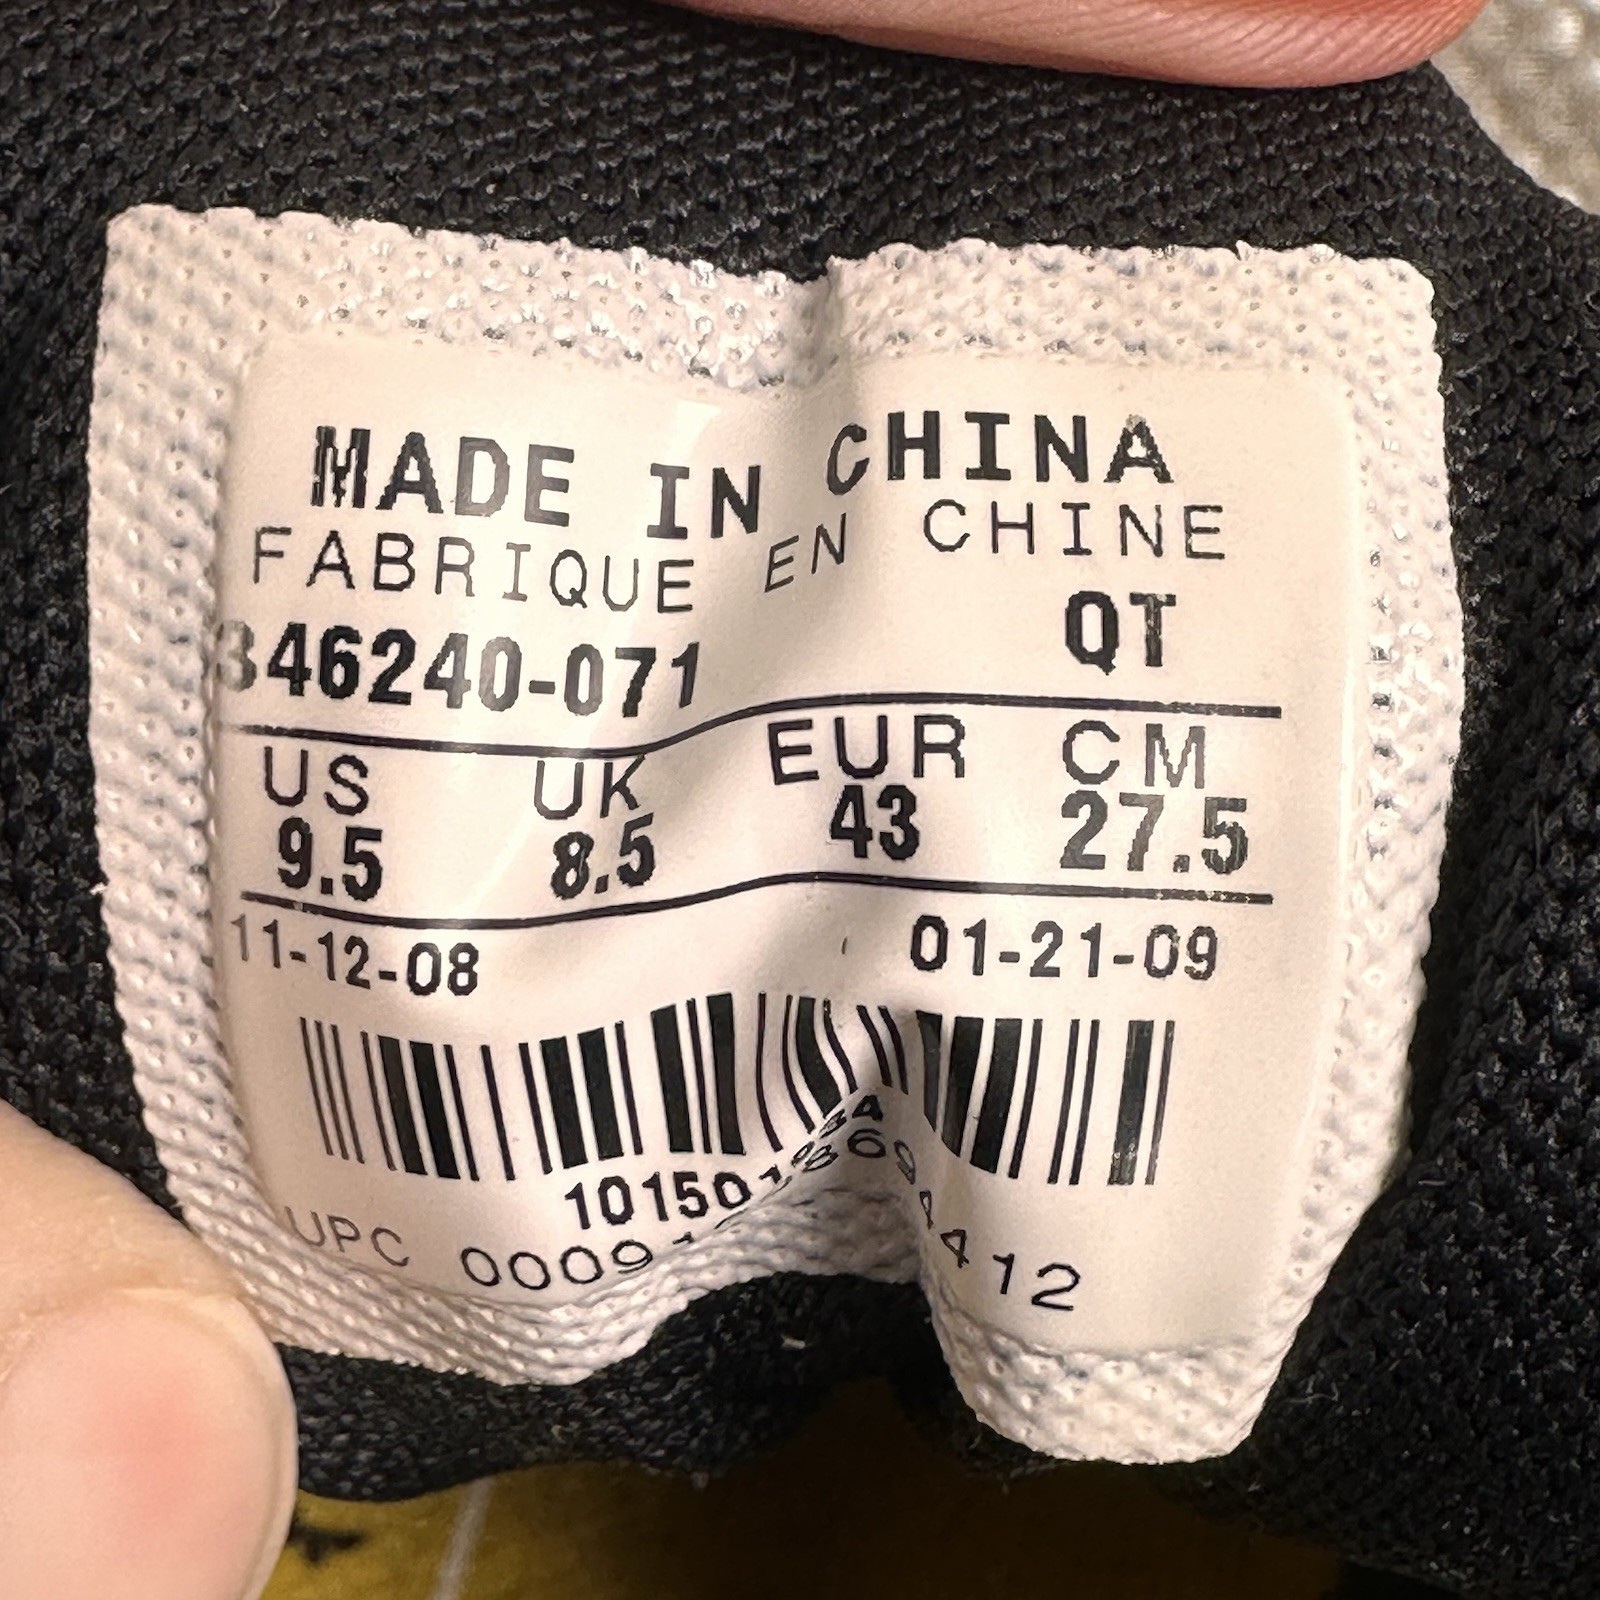 MADE IN CHINA
FABRIQUE EN CHINE
346240-071 QT
US UK EUR CM
9.5 8.5 43 27.5
11-12-08 01-21-09
UPC